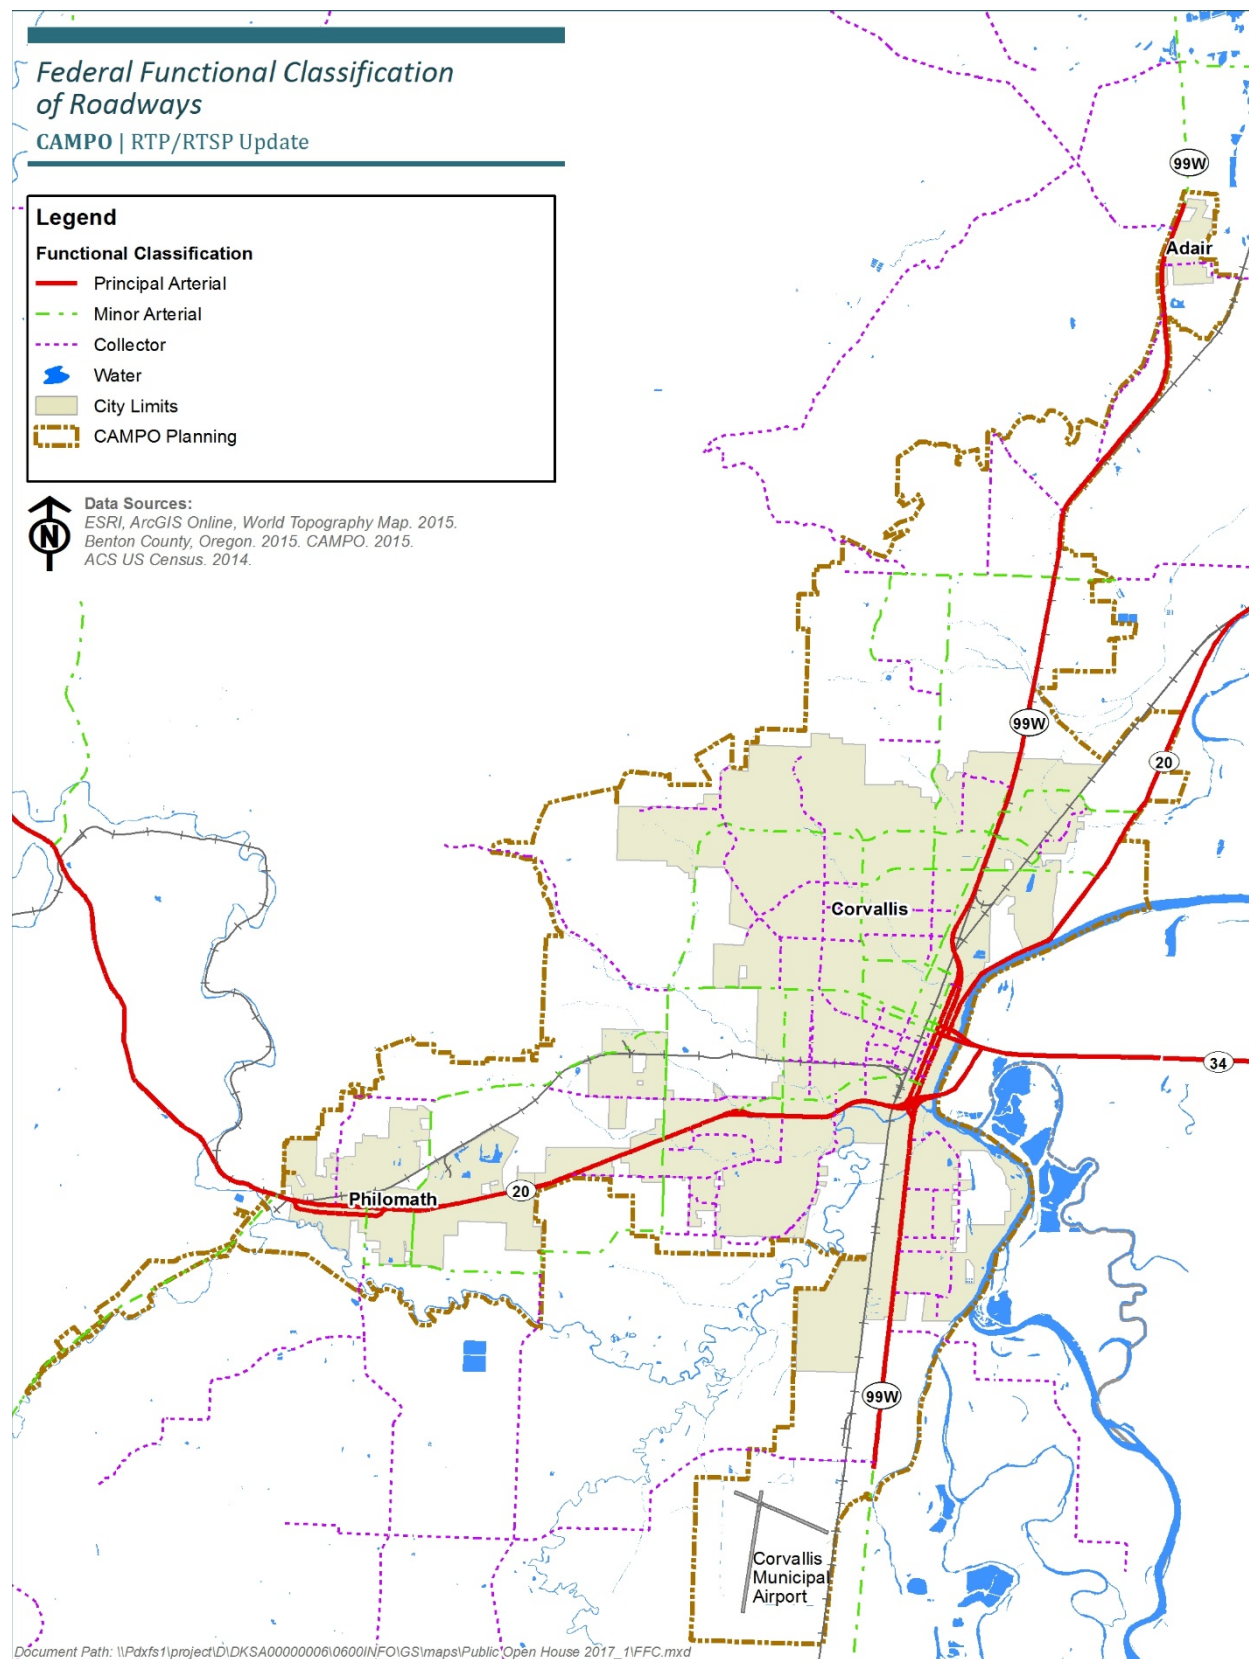 Federal Functional Classification
of Roadways
CAMPO | RTP/RTSP Update
Legend
Functional Classification
Principal Arterial
Minor Arterial
Collector
Water
City Limits
CAMPO Planning
N
Data Sources:
ESRI, ArcGIS Online, World Topography Map. 2015.
Benton County, Oregon. 2015. CAMPO. 2015.
ACS US Census. 2014.
99W
Adair
99W
20
Corvallis
34
20
Philomath
99W
Corvallis
Municipal
Airport
Document Path: \\Pdxfs1\project\D\DKSA00000006\0600INFO\GS\maps\Public Open House 2017_1\FFC.mxd